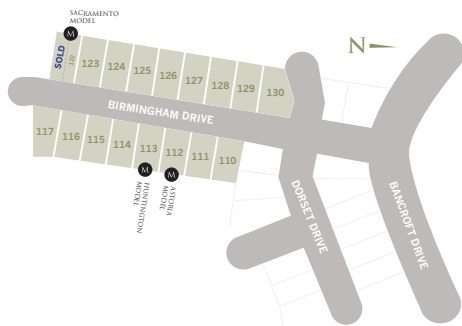 SACRAMENTO
MODEL
M
N
SOLD
122
123
124
125
126
127
128
129
130
BIRMINGHAM DRIVE
117
116
115
114
113
112
111
110
M
M
HUNTINGTON
MODEL
ASTORIA
MODEL
DORSET DRIVE
BANCROFT DRIVE